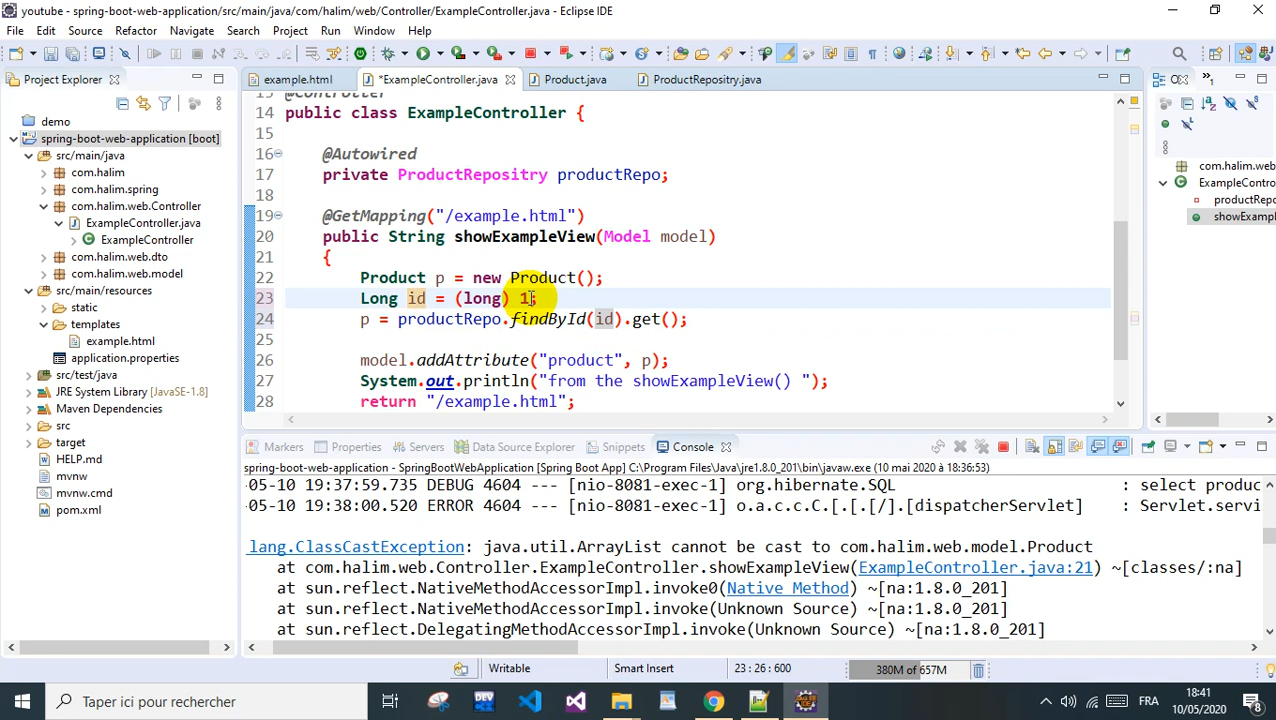 youtube - spring-boot-web-application/src/main/java/com/halim/web/Controller/ExampleController.java - Eclipse IDE
File Edit Source Refactor Navigate Search Project Run Window Help
Project Explorer
demo
spring-boot-web-application [boot]
src/main/java
com.halim
com.halim.spring
com.halim.web.Controller
ExampleController.java
ExampleController
com.halim.web.dto
com.halim.web.model
src/main/resources
static
templates
example.html
application.properties
src/test/java
JRE System Library [JavaSE-1.8]
Maven Dependencies
src
target
HELP.md
mvnw
mvnw.cmd
pom.xml
example.html *ExampleController.java Product.java ProductRepositry.java
15 @Controller
14 public class ExampleController {
15
16 @Autowired
17 private ProductRepositry productRepo;
18
19 @GetMapping("/example.html")
20 public String showExampleView(Model model)
21 {
22 Product p = new Product();
23 Long id = (long) 1;
24 p = productRepo.findById(id).get();
25
26 model.addAttribute("product", p);
27 System.out.println("from the showExampleView() ");
28 return "/example.html";
com.halim.we
ExampleContro
productRepo
showExamp
Markers Properties Servers Data Source Explorer Snippets Console
spring-boot-web-application - SpringBootWebApplication [Spring Boot App] C:\Program Files\Java\jre1.8.0_201\bin\javaw.exe (10 mai 2020 à 18:36:53)
05-10 19:37:59.735 DEBUG 4604 --- [nio-8081-exec-1] org.hibernate.SQL : select produc
05-10 19:38:00.520 ERROR 4604 --- [nio-8081-exec-1] o.a.c.c.C.[.[.[/].[dispatcherServlet] : Servlet.servi
lang.ClassCastException: java.util.ArrayList cannot be cast to com.halim.web.model.Product
at com.halim.web.Controller.ExampleController.showExampleView(ExampleController.java:21) ~[classes/:na]
at sun.reflect.NativeMethodAccessorImpl.invoke0(Native Method) ~[na:1.8.0_201]
at sun.reflect.NativeMethodAccessorImpl.invoke(Unknown Source) ~[na:1.8.0_201]
at sun.reflect.DelegatingMethodAccessorImpl.invoke(Unknown Source) ~[na:1.8.0_201]
Writable Smart Insert 23 : 26 : 600 380M of 657M
Taper ici pour rechercher
FRA
18:41
10/05/2020